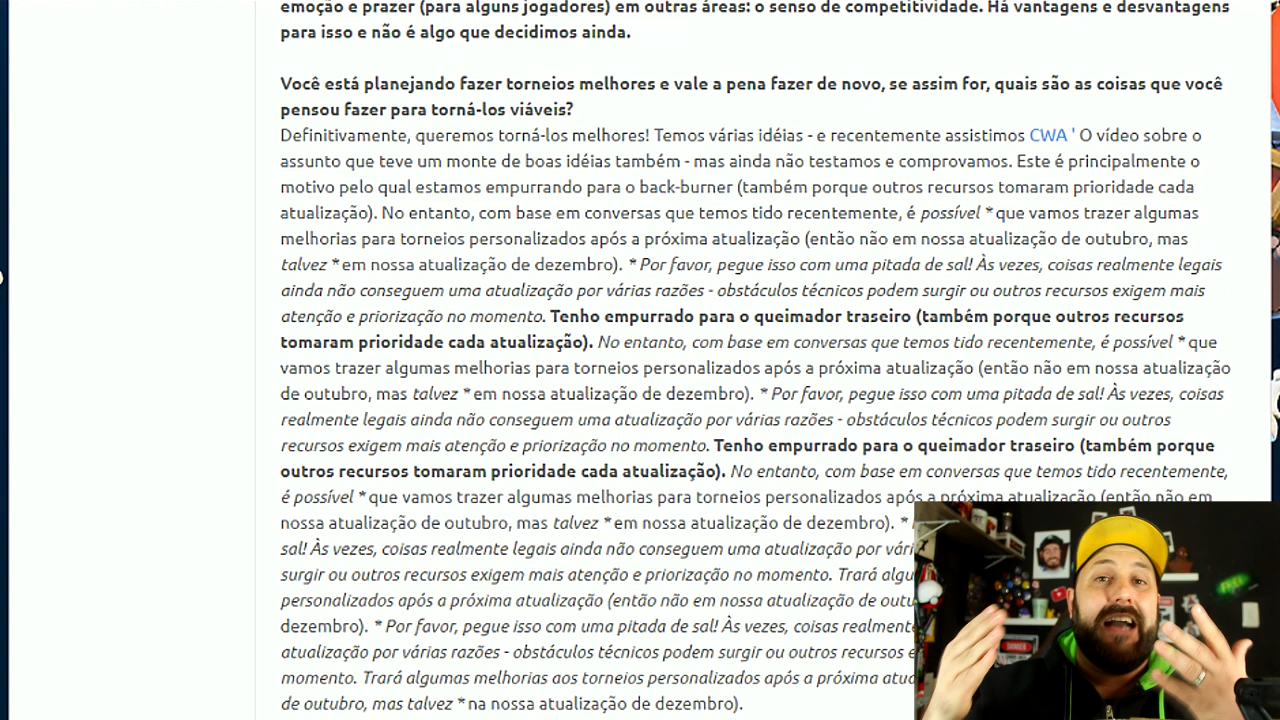 emoção e prazer (para alguns jogadores) em outras áreas: o senso de competitividade. Há vantagens e desvantagens
para isso e não é algo que decidimos ainda.
Você está planejando fazer torneios melhores e vale a pena fazer de novo, se assim for, quais são as coisas que você
pensou fazer para torná-los viáveis?
Definitivamente, queremos torná-los melhores! Temos várias idéias - e recentemente assistimos CWA ' O vídeo sobre o
assunto que teve um monte de boas idéias também - mas ainda não testamos e comprovamos. Este é principalmente o
motivo pelo qual estamos empurrando para o back-burner (também porque outros recursos tomaram prioridade cada
atualização). No entanto, com base em conversas que temos tido recentemente, é possível * que vamos trazer algumas
melhorias para torneios personalizados após a próxima atualização (então não em nossa atualização de outubro, mas
talvez * em nossa atualização de dezembro). * Por favor, pegue isso com uma pitada de sal! Às vezes, coisas realmente legais
ainda não conseguem uma atualização por várias razões - obstáculos técnicos podem surgir ou outros recursos exigem mais
atenção e priorização no momento. Tenho empurrado para o queimador traseiro (também porque outros recursos
tomaram prioridade cada atualização). No entanto, com base em conversas que temos tido recentemente, é possível * que
vamos trazer algumas melhorias para torneios personalizados após a próxima atualização (então não em nossa atualização
de outubro, mas talvez * em nossa atualização de dezembro). * Por favor, pegue isso com uma pitada de sal! Às vezes, coisas
realmente legais ainda não conseguem uma atualização por várias razões - obstáculos técnicos podem surgir ou outros
recursos exigem mais atenção e priorização no momento. Tenho empurrado para o queimador traseiro (também porque
outros recursos tomaram prioridade cada atualização). No entanto, com base em conversas que temos tido recentemente,
é possível * que vamos trazer algumas melhorias para torneios personalizados após a próxima atualização (então não em
nossa atualização de outubro, mas talvez * em nossa atualização de dezembro). *
sal! Às vezes, coisas realmente legais ainda não conseguem uma atualização por
surgir ou outros recursos exigem mais atenção e priorização no momento. Trará
personalizados após a próxima atualização (então não em nossa atualização de
dezembro). * Por favor, pegue isso com uma pitada de sal! Às vezes, coisas
atualização por várias razões - obstáculos técnicos podem surgir ou outros recursos
momento. Trará algumas melhorias aos torneios personalizados após a próxima
de outubro, mas talvez * na nossa atualização de dezembro).
DANGER